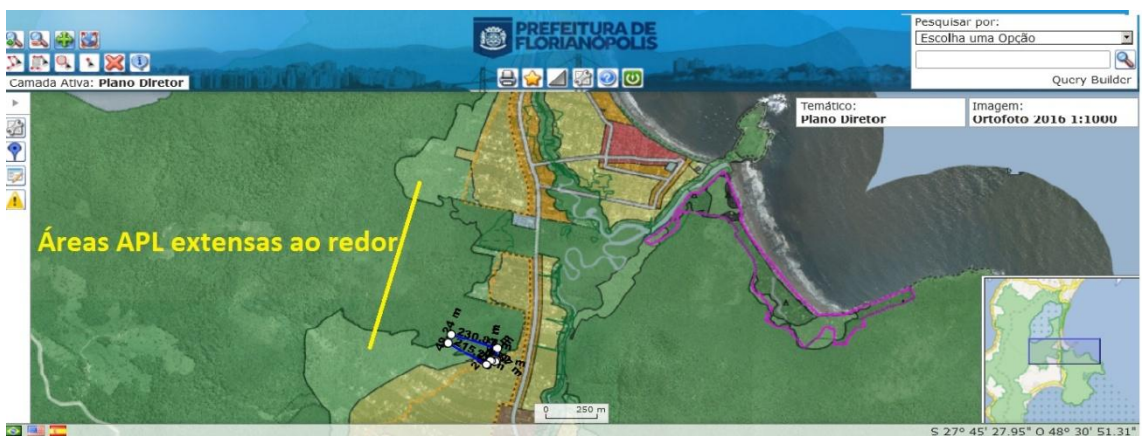 PREFEITURA DE
FLORIANÓPOLIS
Pesquisar por:
Escolha uma Opção
Query Builder
Camada Ativa: Plano Diretor
Temático:
Plano Diretor
Imagem:
Ortofoto 2016 1:1000
Áreas APL extensas ao redor
0 250 m
S 27° 45' 27.95" O 48° 30' 51.31"